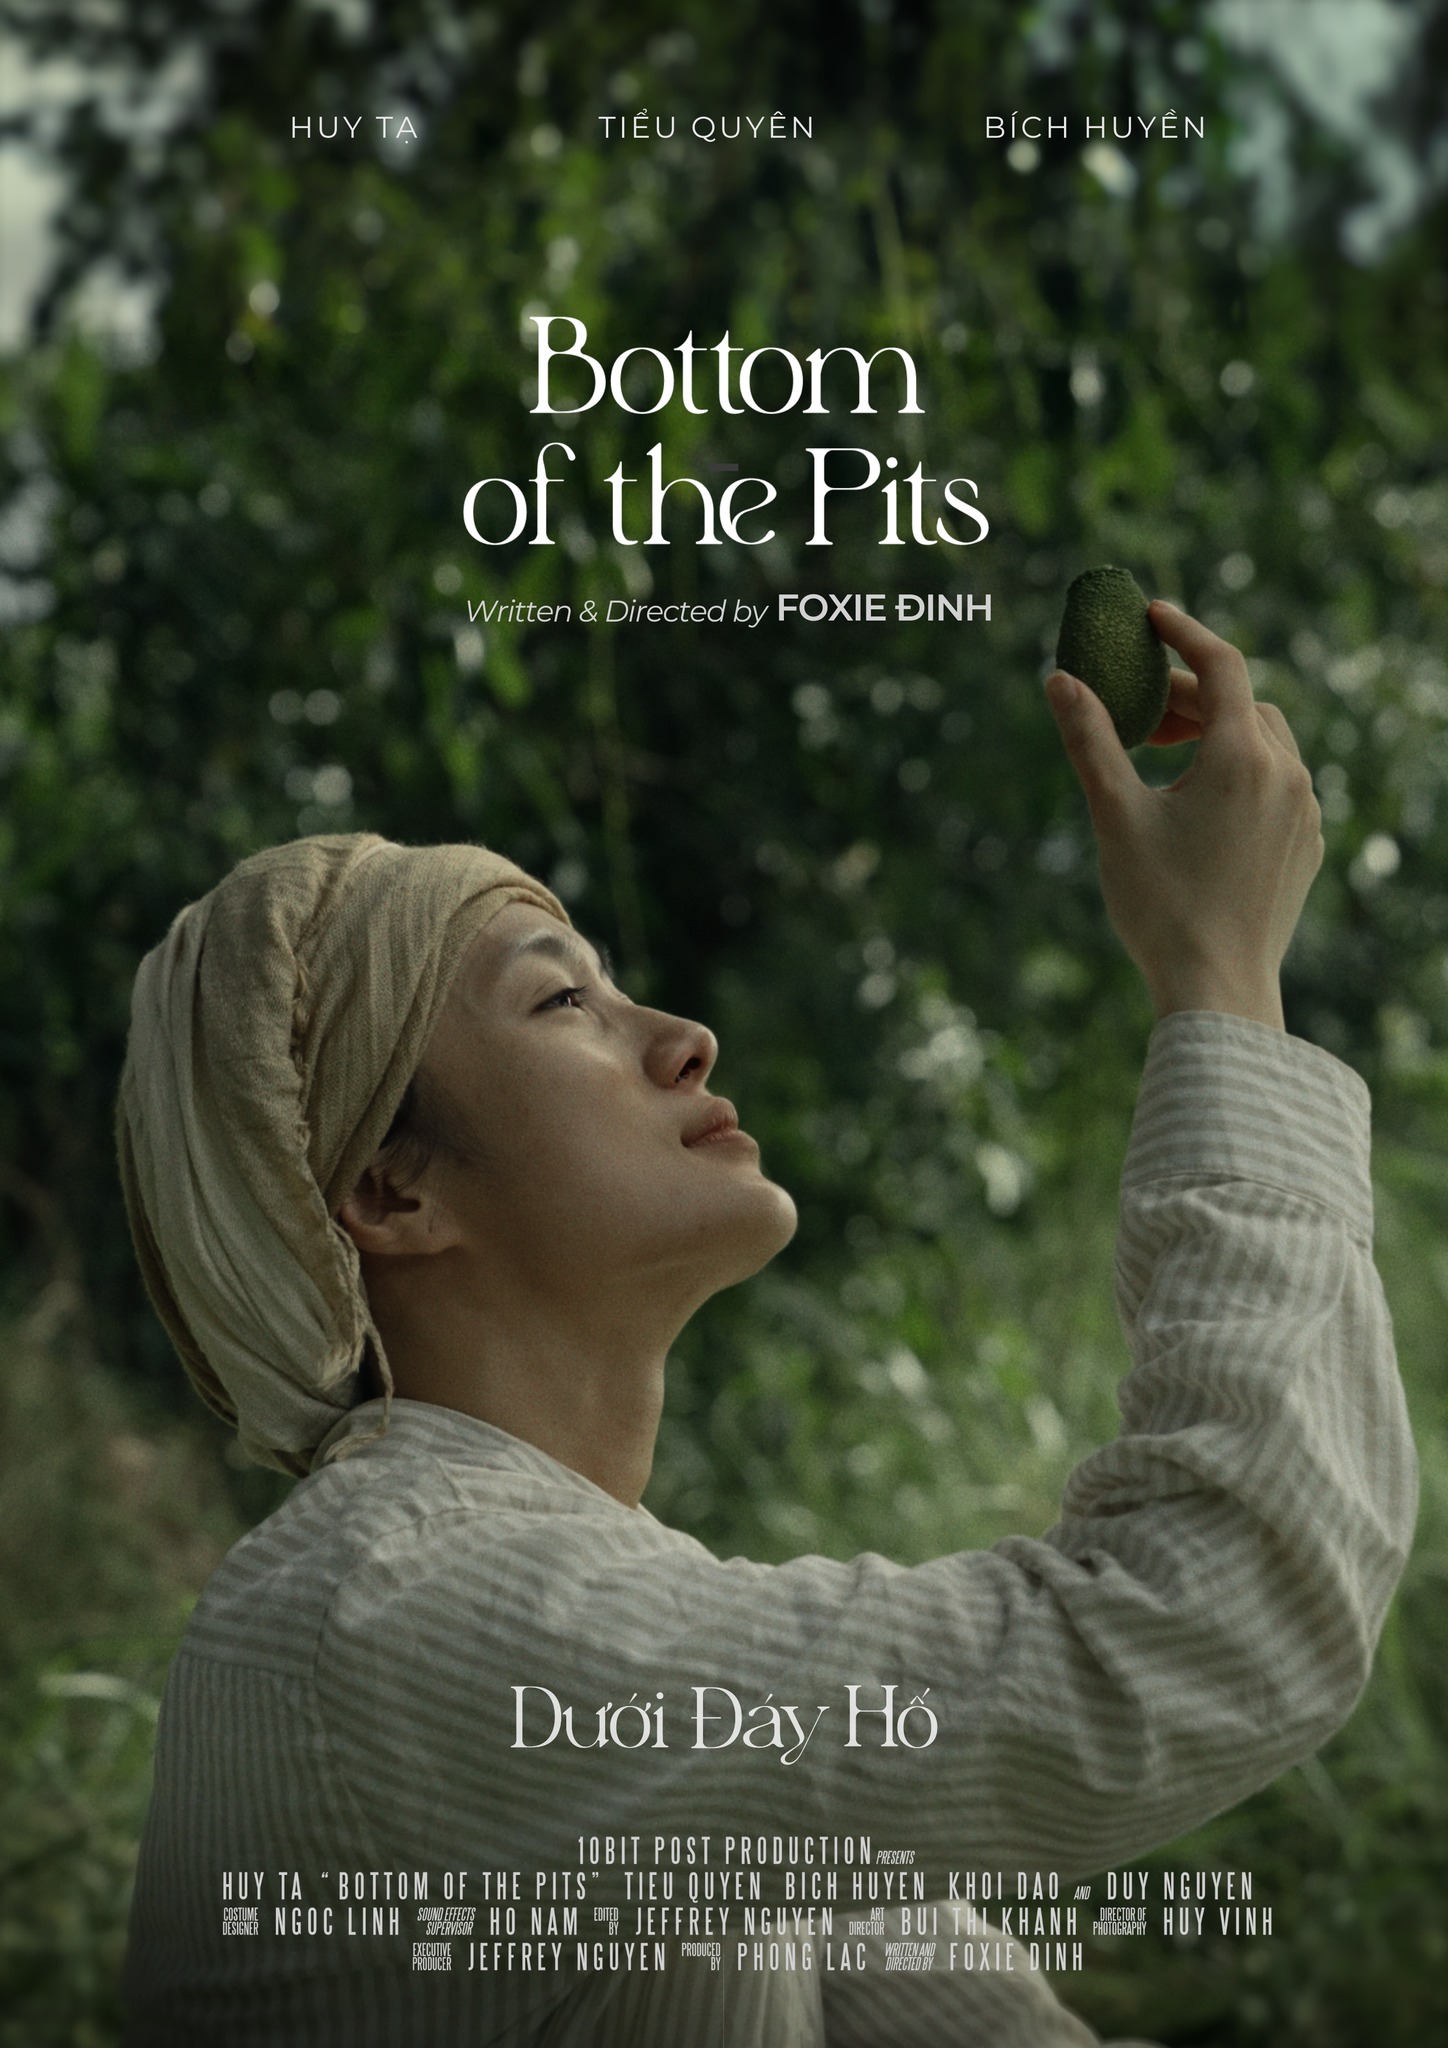 HUY TẠ TIỂU QUYÊN BÍCH HUYỀN
Bottom
of the Pits
Written & Directed by FOXIE ĐINH
Dưới Đáy Hố
10BIT POST PRODUCTION PRESENTS
HUY TA “BOTTOM OF THE PITS” TIEU QUYEN BICH HUYEN KHOI DAO AND DUY NGUYEN
COSTUME DESIGNER NGOC LINH SOUND EFFECTS SUPERVISOR HO NAM EDITED BY JEFFREY NGUYEN ART DIRECTOR BUI THI KHANH DIRECTOR OF PHOTOGRAPHY HUY VINH
EXECUTIVE PRODUCER JEFFREY NGUYEN PRODUCED BY PHONG LAC WRITTEN AND DIRECTED BY FOXIE DINH